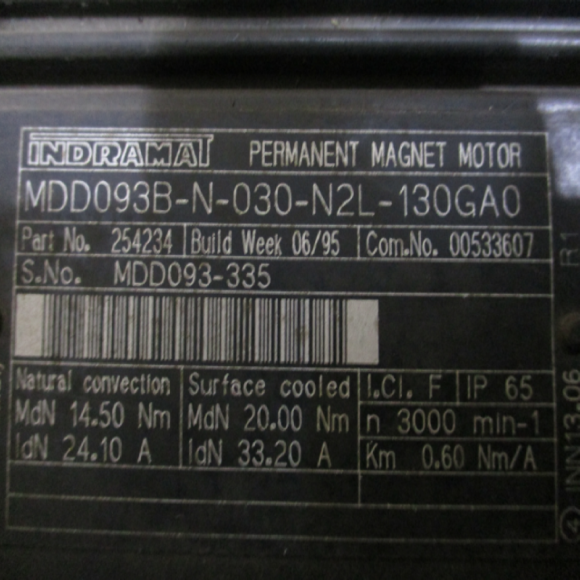 INDRAMAT PERMANENT MAGNET MOTOR
MDD093B-N-030-N2L-130GA0
Part No. 254234 Build Week 06/95 Com.No. 00533607
S.No. MDD093-335
Natural convection Surface cooled I.Cl. F IP 65
MdN 14.50 Nm MdN 20.00 Nm n 3000 min-1
IdN 24.10 A IdN 33.20 A Km 0.60 Nm/A
INN13.06 R1